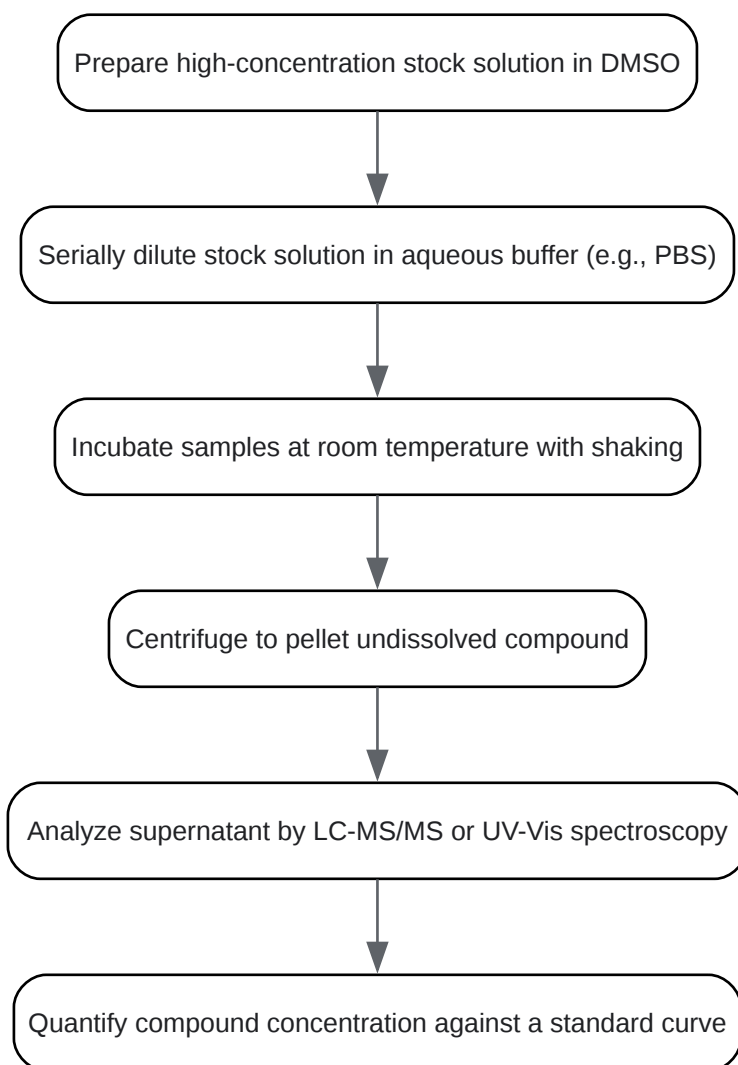 Prepare high-concentration stock solution in DMSO
Serially dilute stock solution in aqueous buffer (e.g., PBS)
Incubate samples at room temperature with shaking
Centrifuge to pellet undissolved compound
Analyze supernatant by LC-MS/MS or UV-Vis spectroscopy
Quantify compound concentration against a standard curve